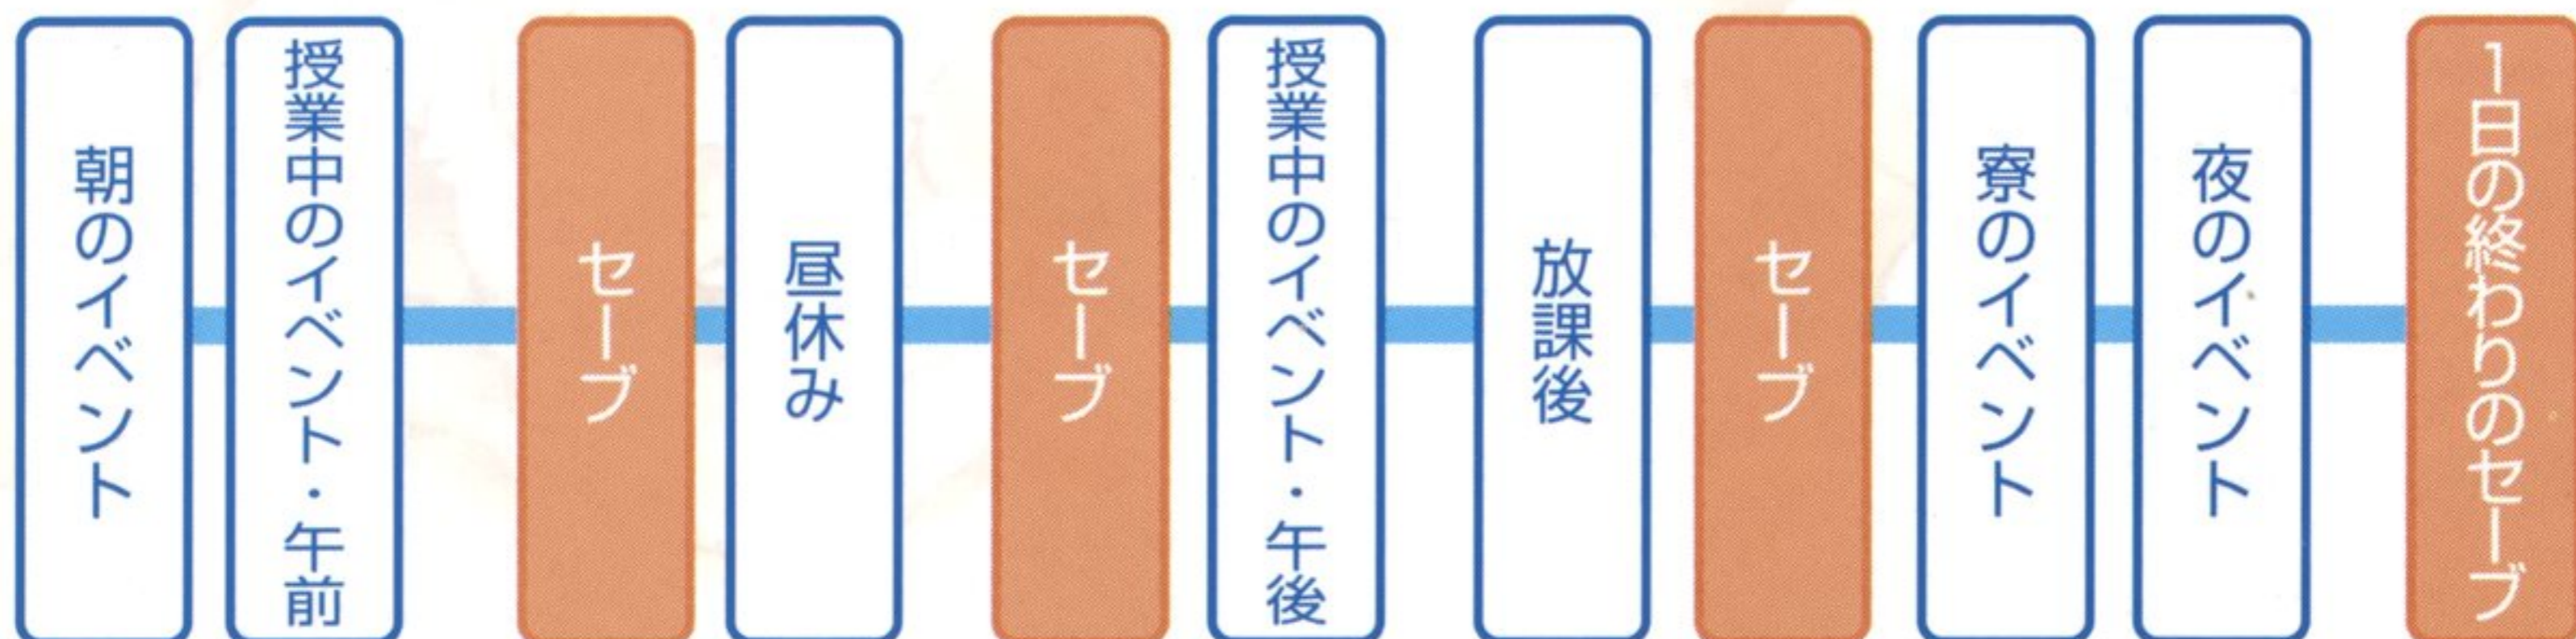 朝のイベント
授業中のイベント・午前
セーブ
昼休み
セーブ
授業中のイベント・午後
放課後
セーブ
寮のイベント
夜のイベント
1日の終わりのセーブ